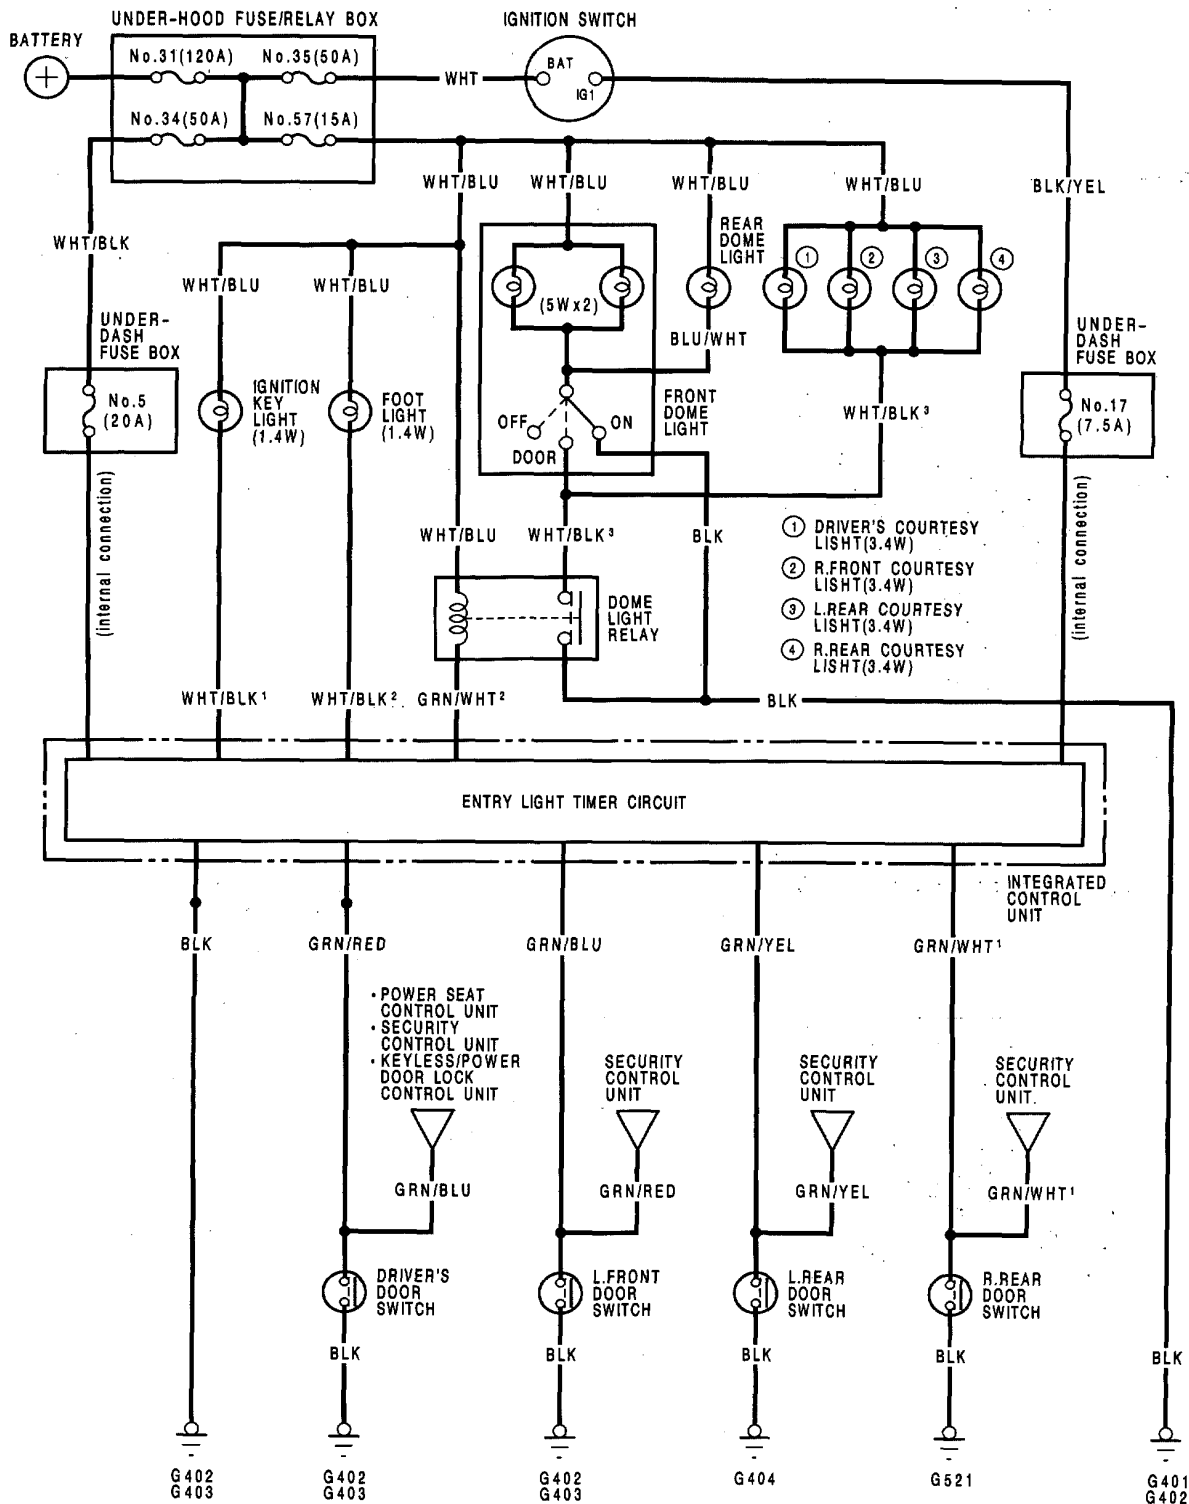 UNDER-HOOD FUSE/RELAY BOX
IGNITION SWITCH
BATTERY
No.31(120A)
No.35(50A)
WHT
BAT
IG1
No.34(50A)
No.57(15A)
WHT/BLU
WHT/BLU
WHT/BLU
WHT/BLU
BLK/YEL
WHT/BLK
REAR
DOME
LIGHT
1
2
3
4
WHT/BLU
WHT/BLU
(5Wx2)
BLU/WHT
UNDER-
DASH
FUSE BOX
UNDER-
DASH
FUSE BOX
No.5
(20A)
IGNITION
KEY
LIGHT
(1.4W)
FOOT
LIGHT
(1.4W)
OFF
ON
DOOR
FRONT
DOME
LIGHT
WHT/BLK3
No.17
(7.5A)
(internal connection)
WHT/BLU
WHT/BLK3
BLK
1 DRIVER'S COURTESY
LISHT(3.4W)
2 R.FRONT COURTESY
LISHT(3.4W)
3 L.REAR COURTESY
LISHT(3.4W)
4 R.REAR COURTESY
LISHT(3.4W)
(internal connection)
DOME
LIGHT
RELAY
WHT/BLK1
WHT/BLK2
GRN/WHT2
BLK
ENTRY LIGHT TIMER CIRCUIT
INTEGRATED
CONTROL
UNIT
BLK
GRN/RED
GRN/BLU
GRN/YEL
GRN/WHT1
• POWER SEAT
CONTROL UNIT
• SECURITY
CONTROL UNIT
• KEYLESS/POWER
DOOR LOCK
CONTROL UNIT
SECURITY
CONTROL
UNIT
SECURITY
CONTROL
UNIT
SECURITY
CONTROL
UNIT.
GRN/BLU
GRN/RED
GRN/YEL
GRN/WHT1
DRIVER'S
DOOR
SWITCH
L.FRONT
DOOR
SWITCH
L.REAR
DOOR
SWITCH
R.REAR
DOOR
SWITCH
BLK
BLK
BLK
BLK
BLK
G402
G403
G402
G403
G402
G403
G404
G521
G401
G402